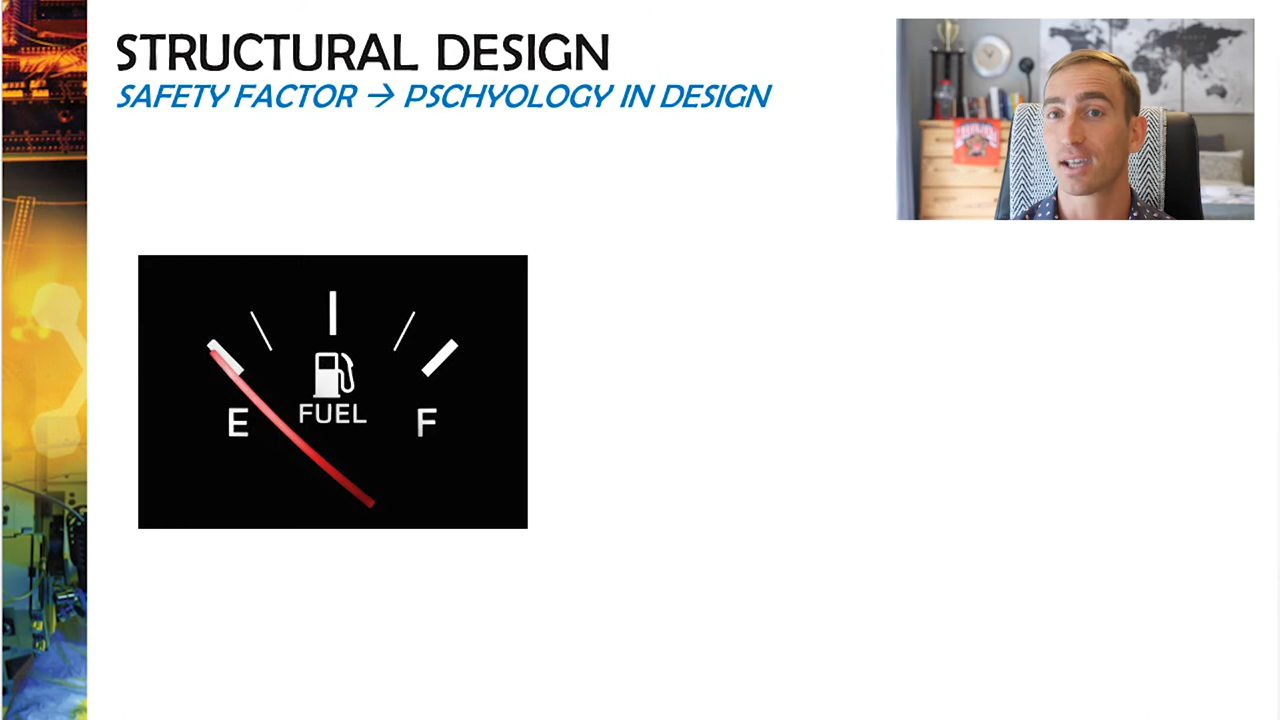 STRUCTURAL DESIGN
SAFETY FACTOR → PSCHYOLOGY IN DESIGN
FUEL
E F